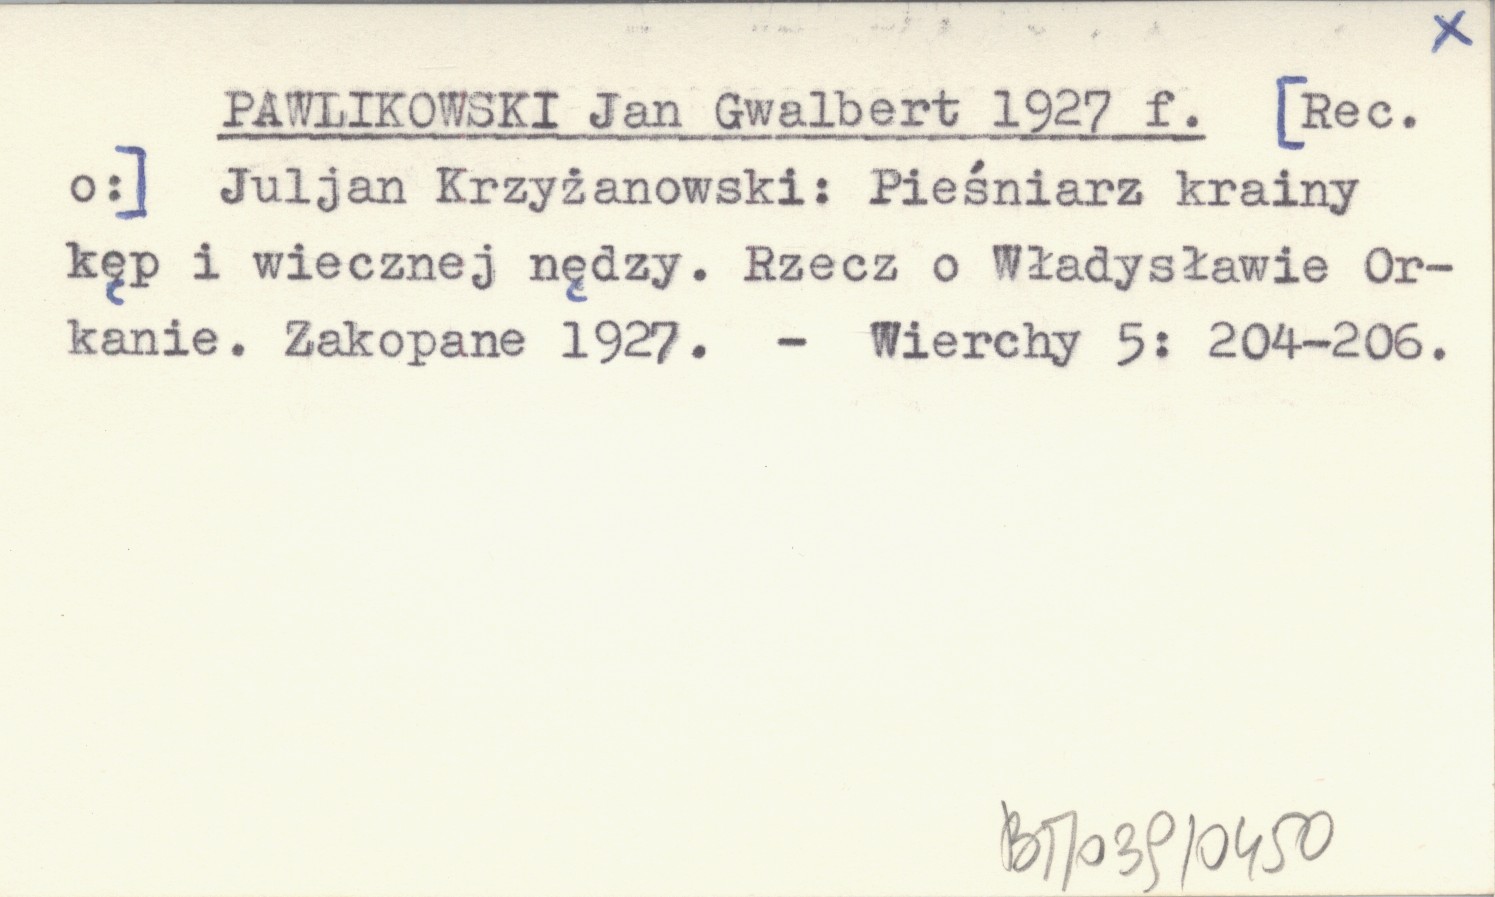 x
PAWLIKOWSKI Jan Gwalbert 1927 f. [Rec.
o:] Juljan Krzyżanowski: Pieśniarz krainy
kęp i wiecznej nędzy. Rzecz o Władysławie Or-
kanie. Zakopane 1927. - Wierchy 5: 204-206.
BT/039/0450